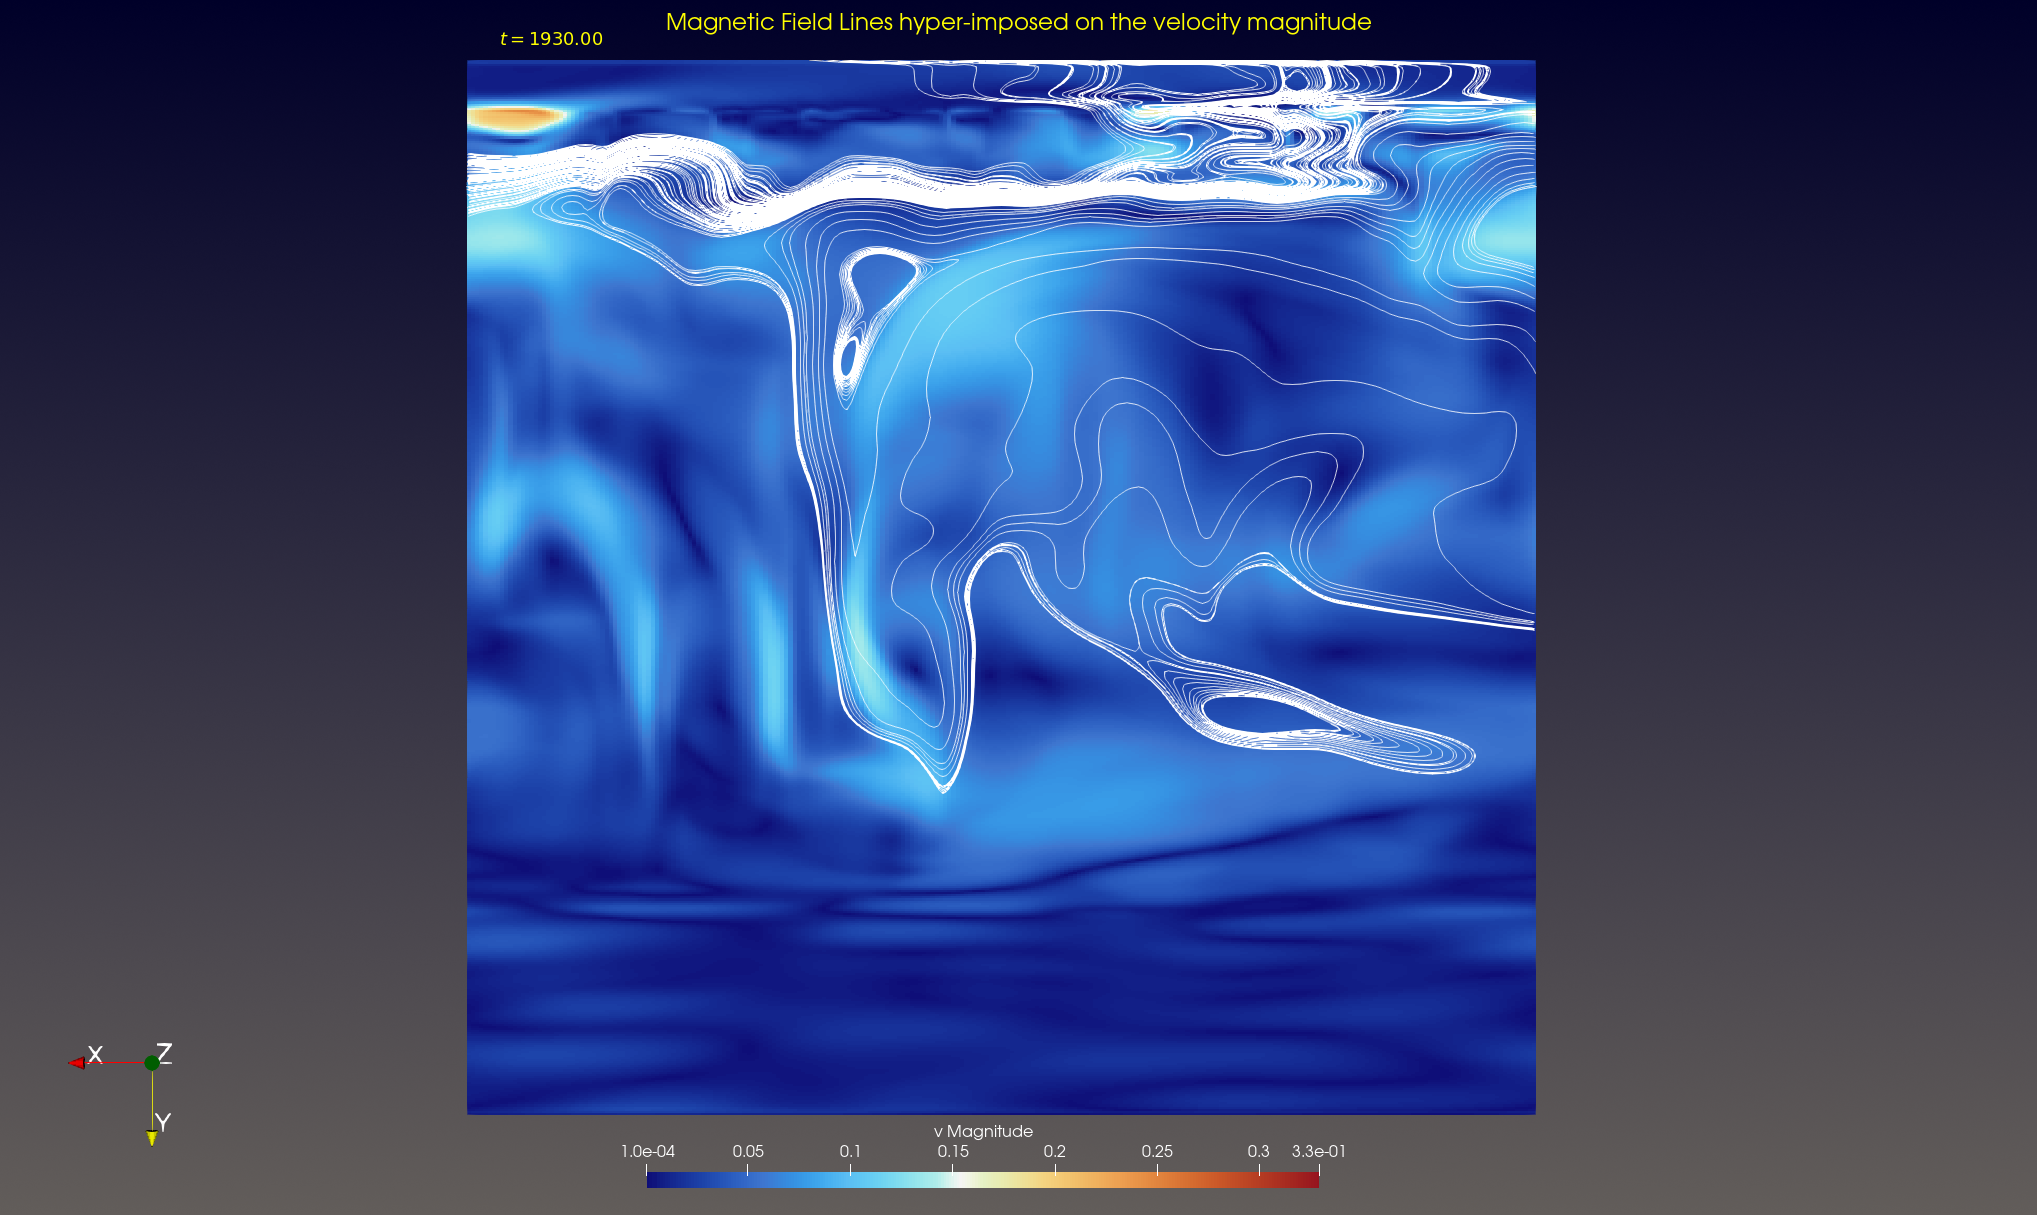 Magnetic Field Lines hyper-imposed on the velocity magnitude
t = 1930.00
X
Z
Y
v Magnitude
1.0e-04 0.05 0.1 0.15 0.2 0.25 0.3 3.3e-01